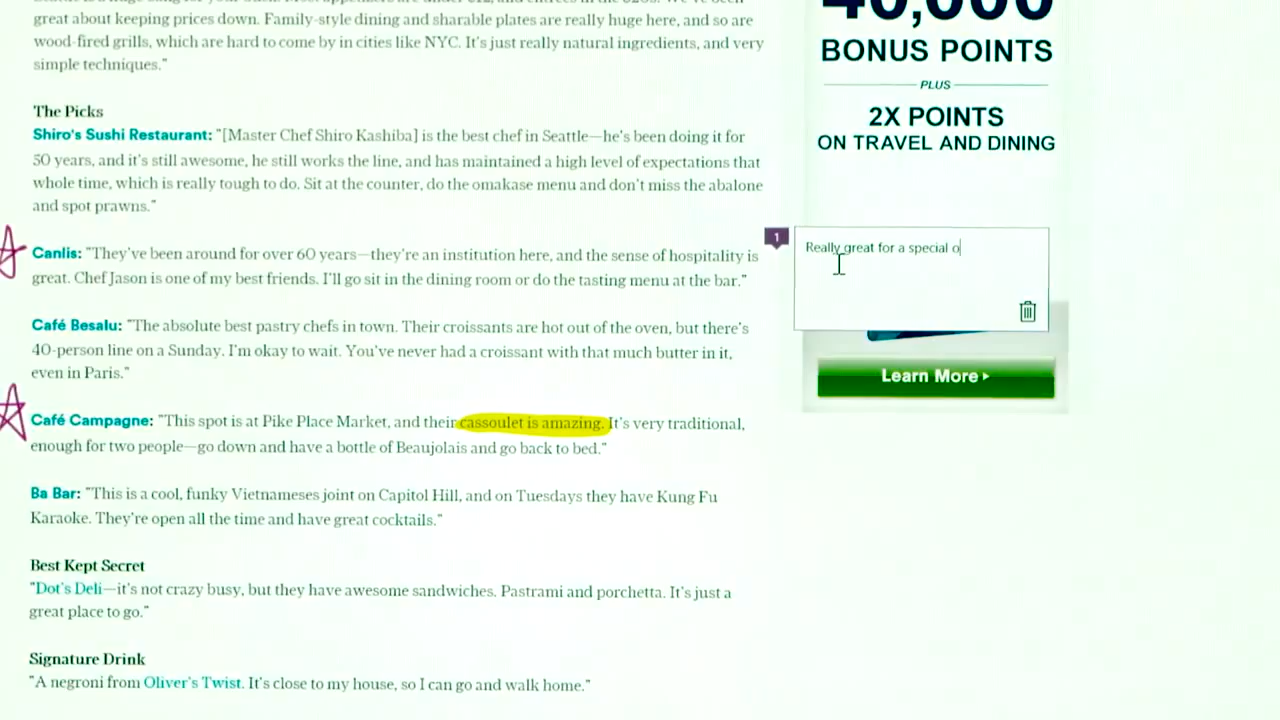 great about keeping prices down. Family-style dining and sharable plates are really huge here, and so are
wood-fired grills, which are hard to come by in cities like NYC. It's just really natural ingredients, and very
simple techniques."
The Picks
Shiro's Sushi Restaurant: "[Master Chef Shiro Kashiba] is the best chef in Seattle—he's been doing it for
50 years, and it's still awesome, he still works the line, and has maintained a high level of expectations that
whole time, which is really tough to do. Sit at the counter, do the omakase menu and don't miss the abalone
and spot prawns."
Canlis: "They've been around for over 60 years—they're an institution here, and the sense of hospitality is
great. Chef Jason is one of my best friends. I'll go sit in the dining room or do the tasting menu at the bar."
Café Besalu: "The absolute best pastry chefs in town. Their croissants are hot out of the oven, but there's
40-person line on a Sunday. I'm okay to wait. You've never had a croissant with that much butter in it,
even in Paris."
Café Campagne: "This spot is at Pike Place Market, and their cassoulet is amazing. It's very traditional,
enough for two people—go down and have a bottle of Beaujolais and go back to bed."
Ba Bar: "This is a cool, funky Vietnameses joint on Capitol Hill, and on Tuesdays they have Kung Fu
Karaoke. They're open all the time and have great cocktails."
Best Kept Secret
"Dot's Deli—it's not crazy busy, but they have awesome sandwiches. Pastrami and porchetta. It's just a
great place to go."
Signature Drink
"A negroni from Oliver's Twist. It's close to my house, so I can go and walk home."
40,000
BONUS POINTS
PLUS
2X POINTS
ON TRAVEL AND DINING
1
Really great for a special o
Learn More